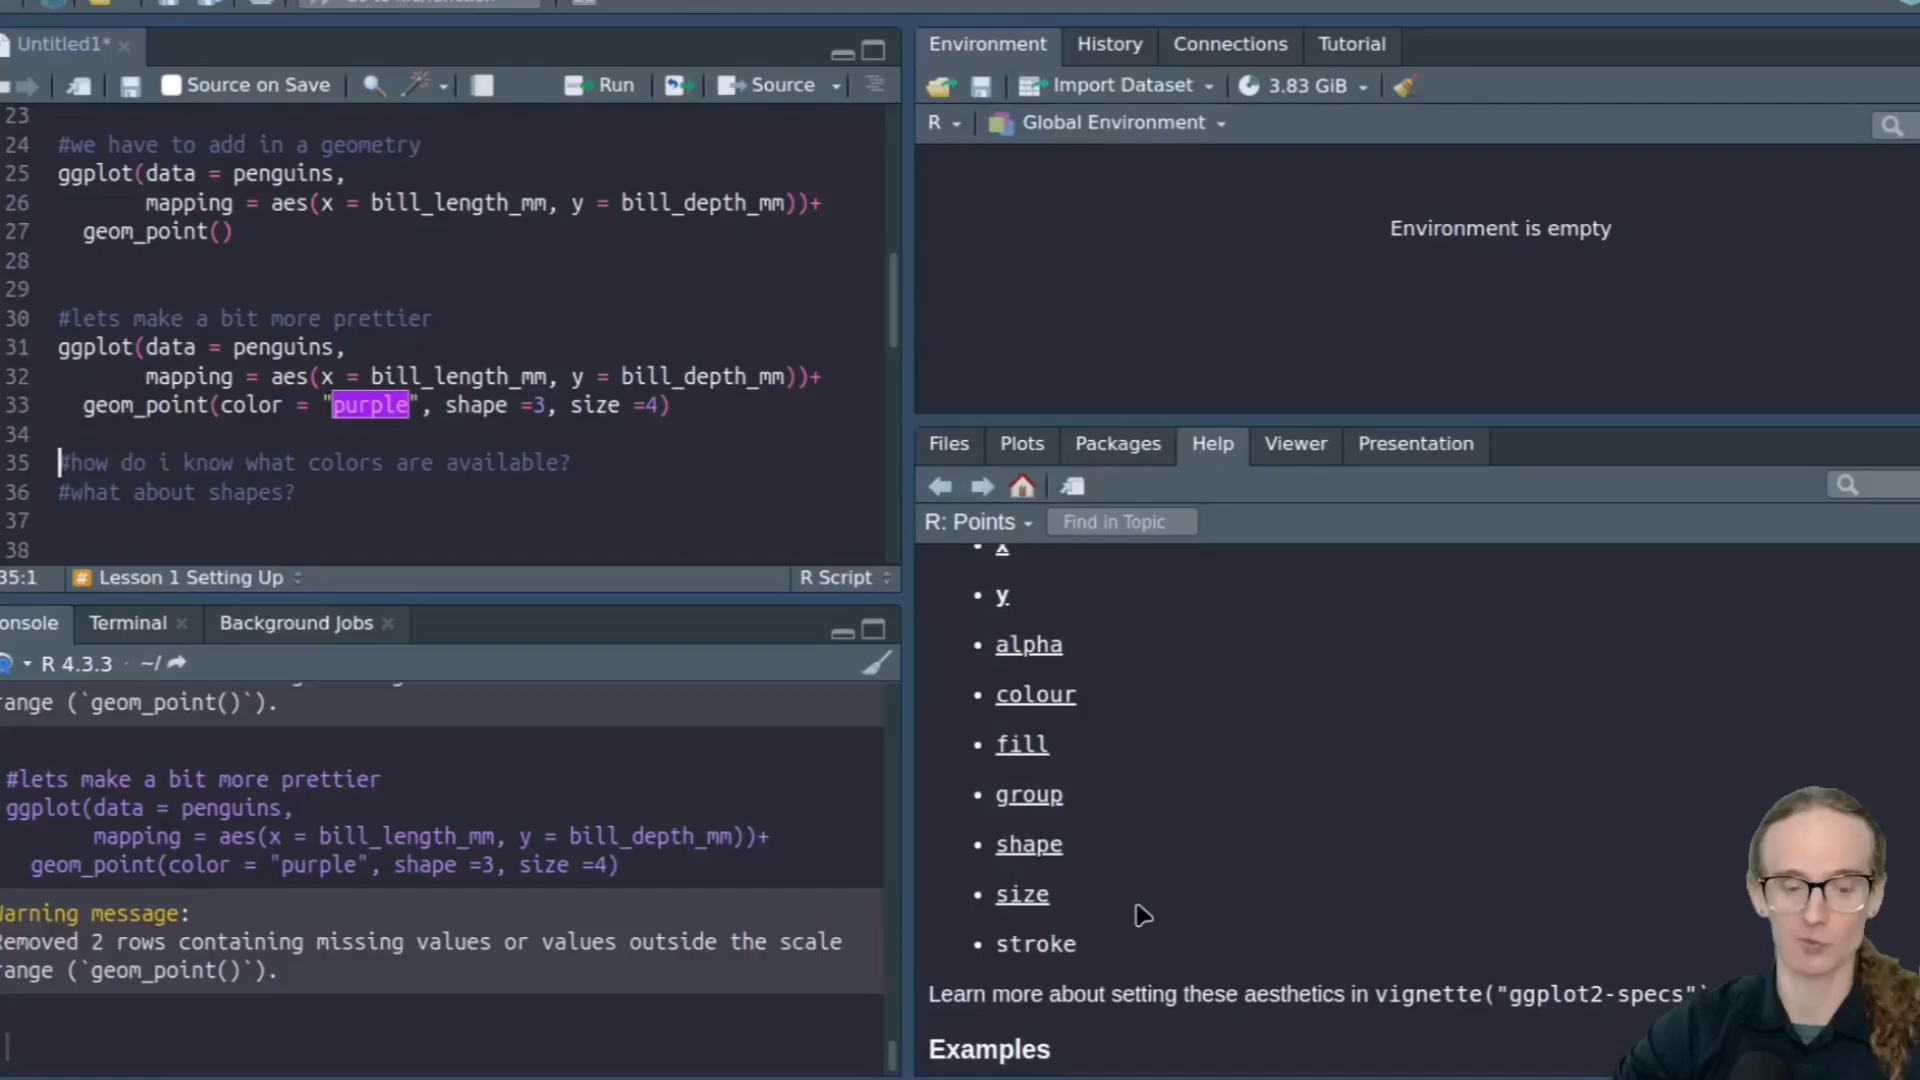 Untitled1*
Source on Save
Run
Source
23
24 #we have to add in a geometry
25 ggplot(data = penguins,
26 mapping = aes(x = bill_length_mm, y = bill_depth_mm))+
27 geom_point()
28
29
30 #lets make a bit more prettier
31 ggplot(data = penguins,
32 mapping = aes(x = bill_length_mm, y = bill_depth_mm))+
33 geom_point(color = "purple", shape =3, size =4)
34
35 #how do i know what colors are available?
36 #what about shapes?
37
38
35:1 # Lesson 1 Setting Up R Script
onsole Terminal Background Jobs
R 4.3.3 · ~/
ange (`geom_point()`).
#lets make a bit more prettier
ggplot(data = penguins,
mapping = aes(x = bill_length_mm, y = bill_depth_mm))+
geom_point(color = "purple", shape =3, size =4)
Warning message:
Removed 2 rows containing missing values or values outside the scale
range (`geom_point()`).
Environment History Connections Tutorial
Import Dataset 3.83 GiB
R Global Environment
Environment is empty
Files Plots Packages Help Viewer Presentation
R: Points Find in Topic
• x
• y
• alpha
• colour
• fill
• group
• shape
• size
• stroke
Learn more about setting these aesthetics in vignette("ggplot2-specs")
Examples